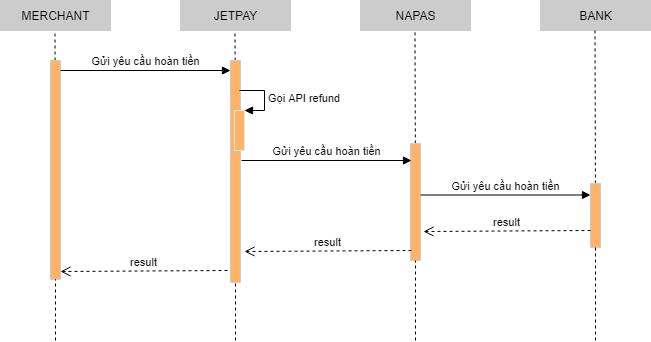 MERCHANT
JETPAY
NAPAS
BANK
Gửi yêu cầu hoàn tiền
Gọi API refund
Gửi yêu cầu hoàn tiền
Gửi yêu cầu hoàn tiền
result
result
result